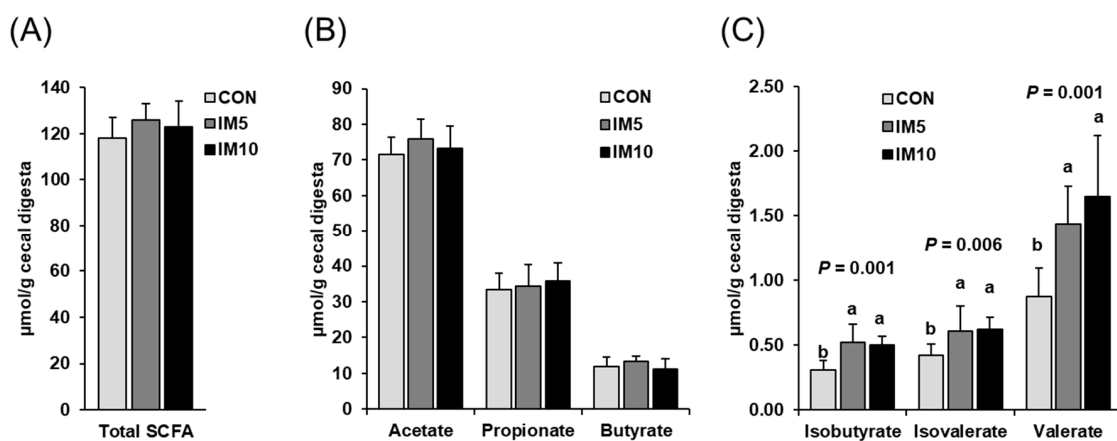 (A)
µmol/g cecal digesta
140
120
100
80
60
40
20
0
CON
IM5
IM10
Total SCFA
(B)
µmol/g cecal digesta
90
80
70
60
50
40
30
20
10
0
CON
IM5
IM10
Acetate Propionate Butyrate
(C)
µmol/g cecal digesta
2.50
2.00
1.50
1.00
0.50
0.00
CON
IM5
IM10
P = 0.001
b a a
P = 0.006
b a a
P = 0.001
b a a
Isobutyrate Isovalerate Valerate